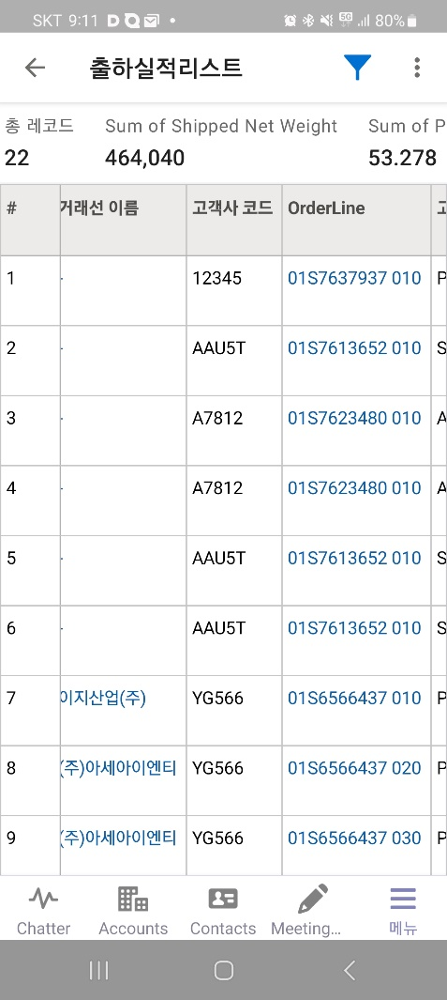 SKT 9:11 80%
출하실적리스트
총 레코드 Sum of Shipped Net Weight Sum of P
22 464,040 53.278
# 거래선 이름 고객사 코드 OrderLine
1 - 12345 01S7637937 010 P
2 - AAU5T 01S7613652 010 S
3 - A7812 01S7623480 010 A
4 - A7812 01S7623480 010 A
5 - AAU5T 01S7613652 010 S
6 - AAU5T 01S7613652 010 S
7 이지산업(주) YG566 01S6566437 010 P
8 (주)아세아이엔티 YG566 01S6566437 020 P
9 (주)아세아이엔티 YG566 01S6566437 030 P
Chatter Accounts Contacts Meeting... 메뉴